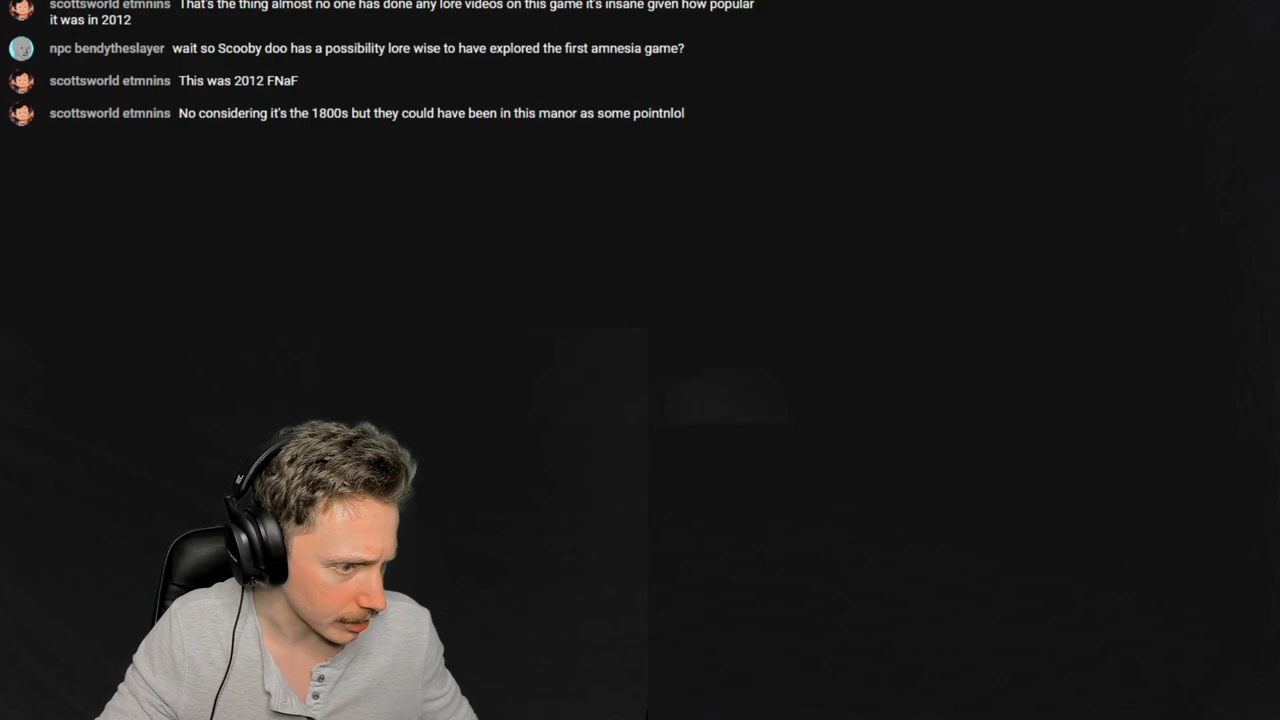 scottsworld etmnins That's the thing almost no one has done any lore videos on this game it's insane given how popular
it was in 2012
npc bendytheslayer wait so Scooby doo has a possibility lore wise to have explored the first amnesia game?
scottsworld etmnins This was 2012 FNaF
scottsworld etmnins No considering it's the 1800s but they could have been in this manor as some pointnlol